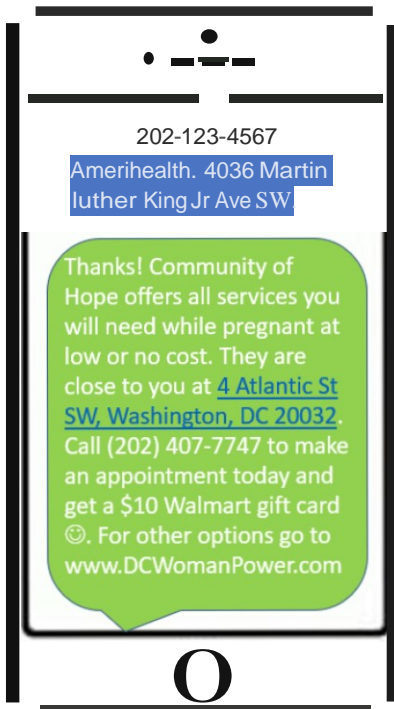 202-123-4567
Amerihealth. 4036 Martin
luther King Jr Ave SW.
Thanks! Community of
Hope offers all services you
will need while pregnant at
low or no cost. They are
close to you at 4 Atlantic St
SW, Washington, DC 20032.
Call (202) 407-7747 to make
an appointment today and
get a $10 Walmart gift card
☺. For other options go to
www.DCWomanPower.com
O